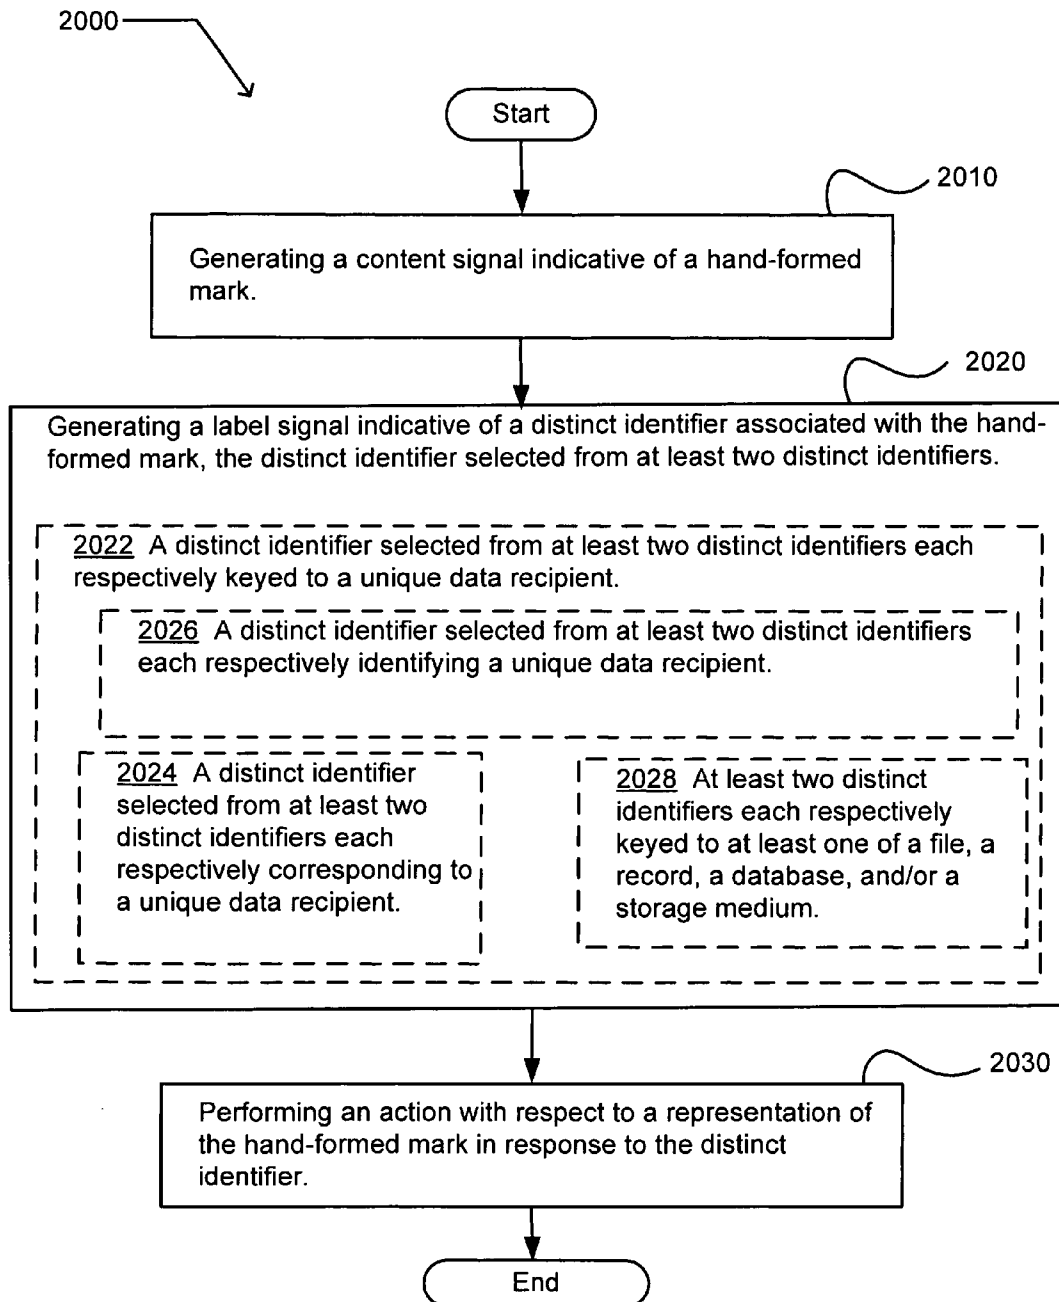 2000
Start
2010
Generating a content signal indicative of a hand-formed
mark.
2020
Generating a label signal indicative of a distinct identifier associated with the hand-
formed mark, the distinct identifier selected from at least two distinct identifiers.
2022 A distinct identifier selected from at least two distinct identifiers each
respectively keyed to a unique data recipient.
2026 A distinct identifier selected from at least two distinct identifiers
each respectively identifying a unique data recipient.
2024 A distinct identifier
selected from at least two
distinct identifiers each
respectively corresponding to
a unique data recipient.
2028 At least two distinct
identifiers each respectively
keyed to at least one of a file, a
record, a database, and/or a
storage medium.
2030
Performing an action with respect to a representation of
the hand-formed mark in response to the distinct
identifier.
End